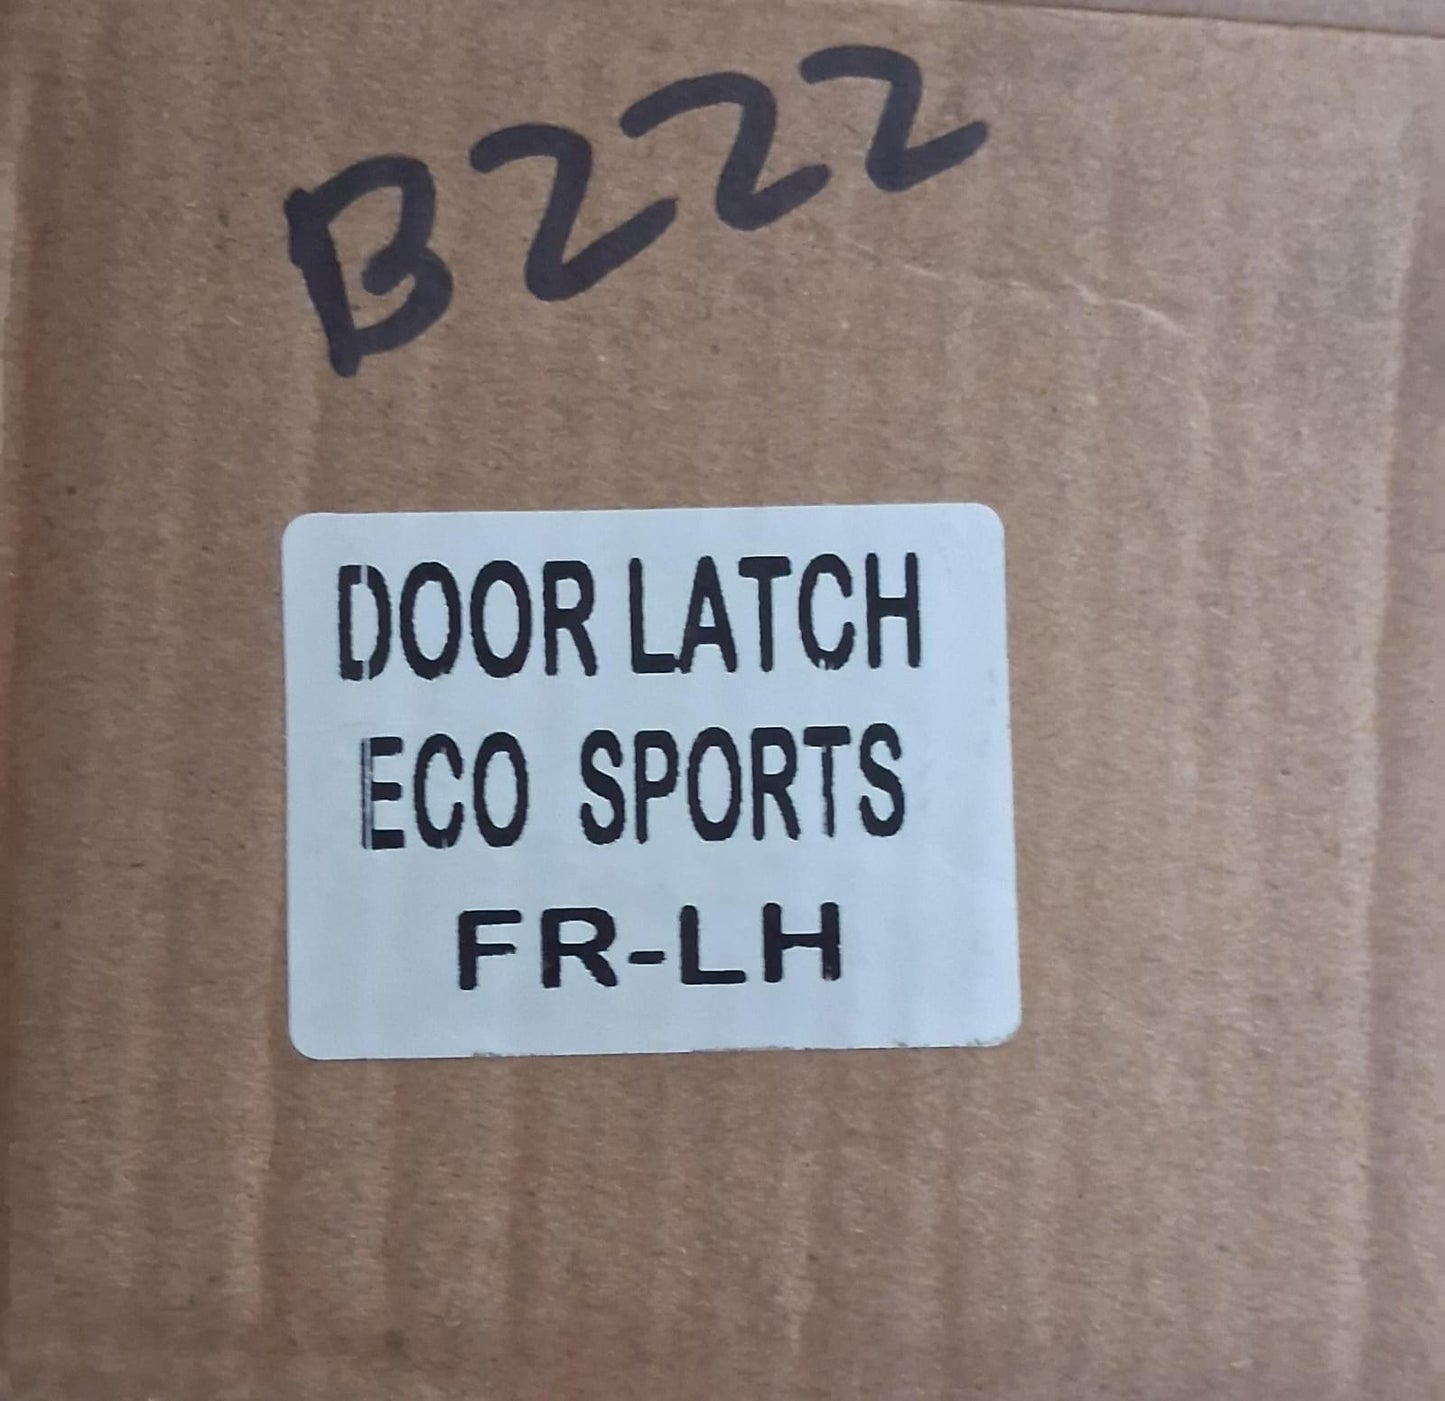 B222
DOOR LATCH
ECO SPORTS
FR-LH